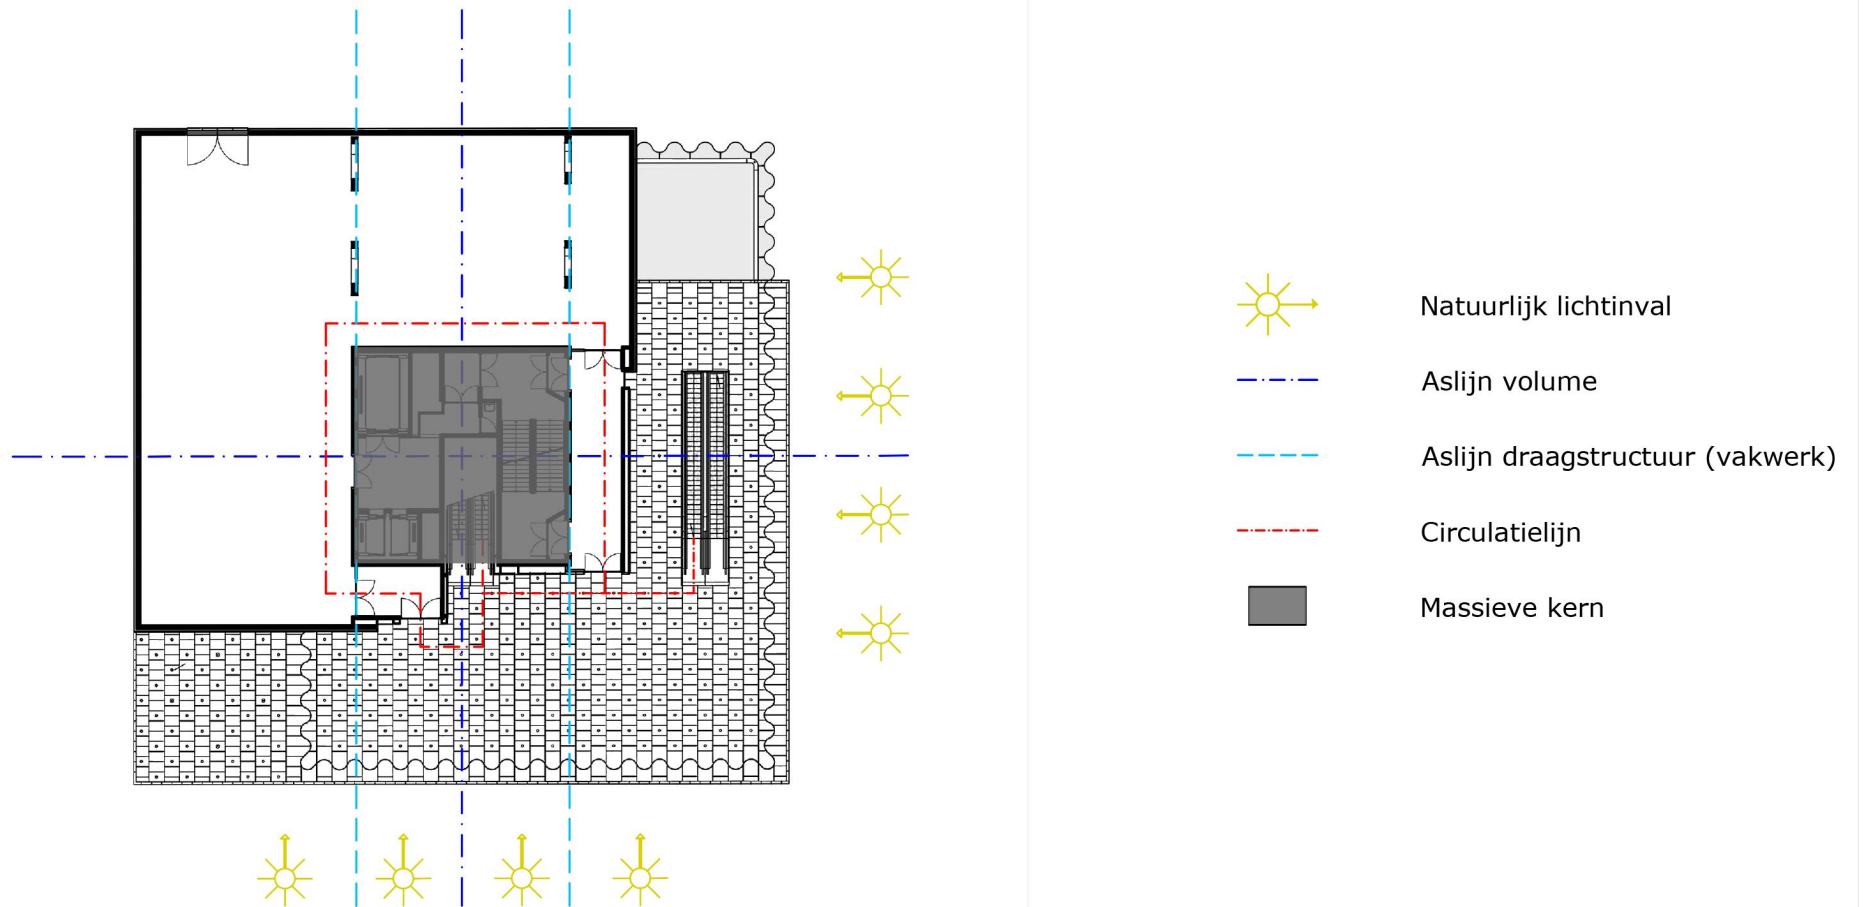 Natuurlijk lichtinval
Aslijn volume
Aslijn draagstructuur (vakwerk)
Circulatielijn
Massieve kern